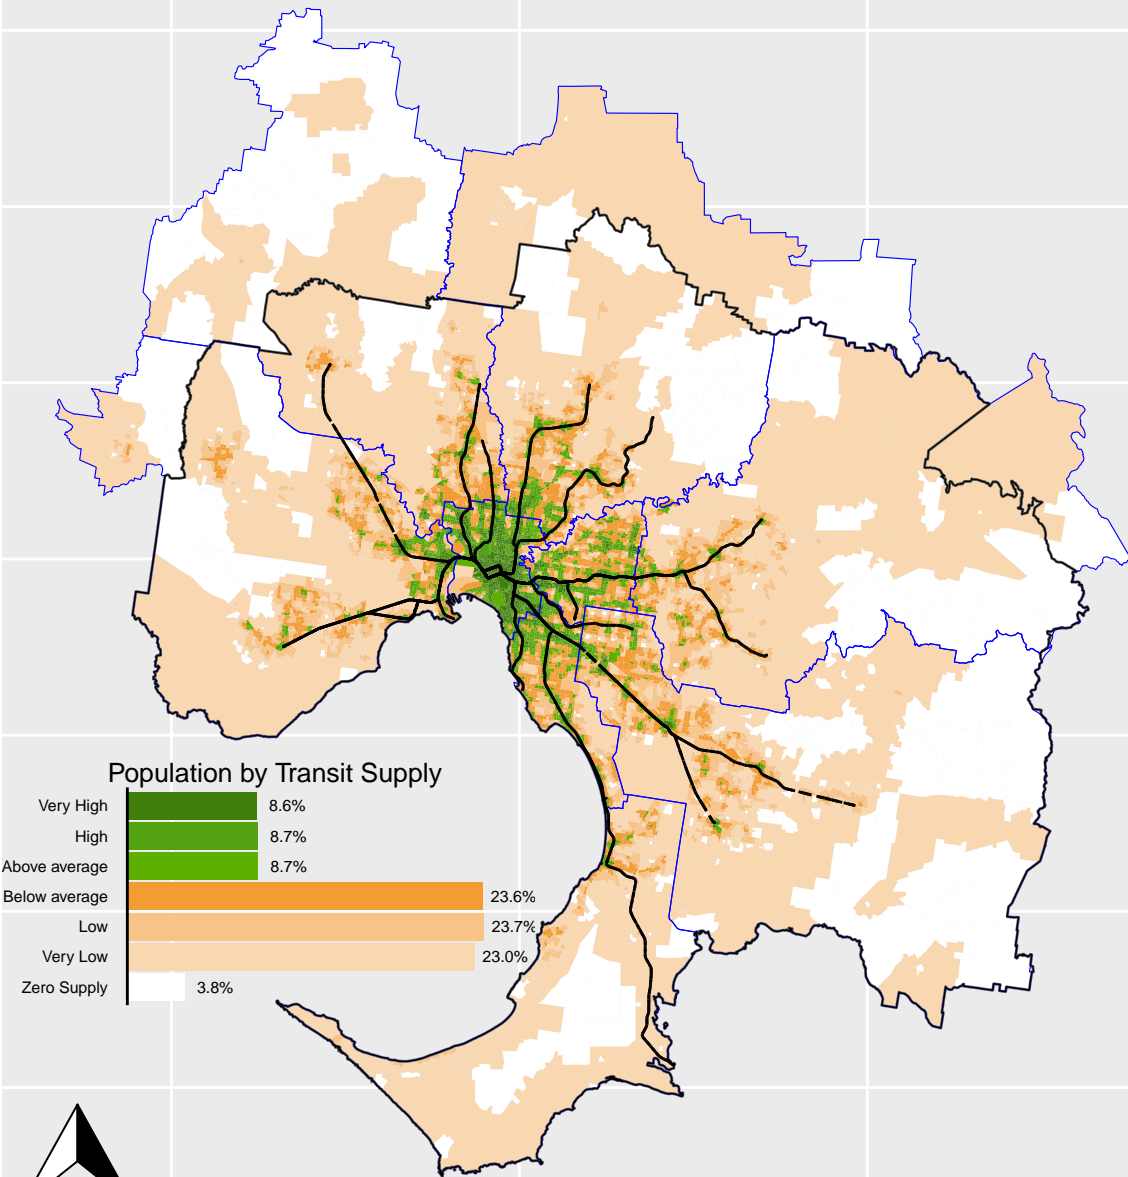 Population by Transit Supply
Very High 8.6%
High 8.7%
Above average 8.7%
Below average 23.6%
Low 23.7%
Very Low 23.0%
Zero Supply 3.8%